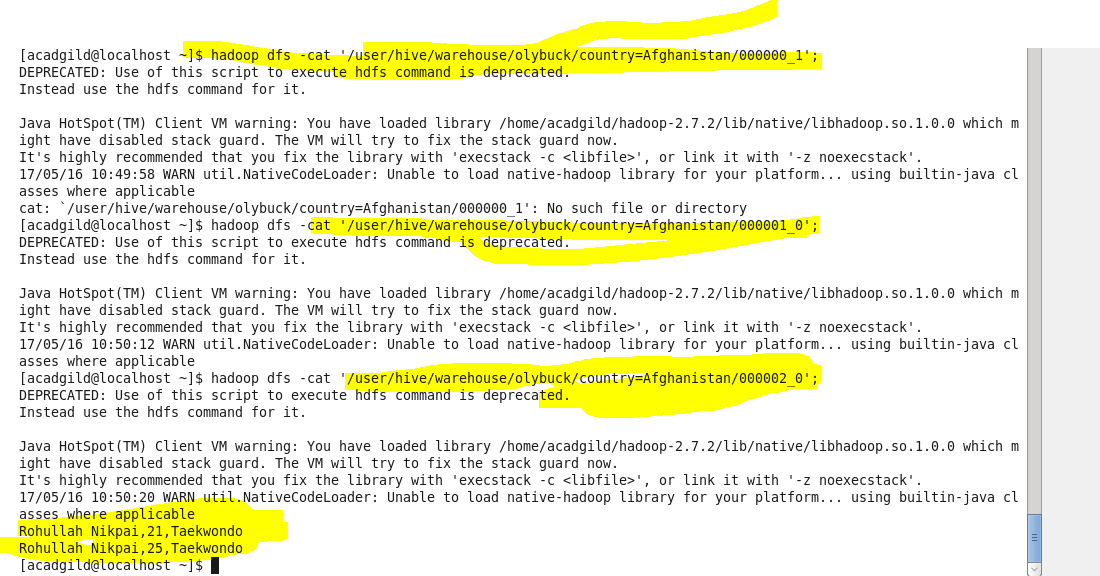 [acadgild@localhost ~]$ hadoop dfs -cat '/user/hive/warehouse/olybuck/country=Afghanistan/000000_1';
DEPRECATED: Use of this script to execute hdfs command is deprecated.
Instead use the hdfs command for it.
Java HotSpot(TM) Client VM warning: You have loaded library /home/acadgild/hadoop-2.7.2/lib/native/libhadoop.so.1.0.0 which m
ight have disabled stack guard. The VM will try to fix the stack guard now.
It's highly recommended that you fix the library with 'execstack -c <libfile>', or link it with '-z noexecstack'.
17/05/16 10:49:58 WARN util.NativeCodeLoader: Unable to load native-hadoop library for your platform... using builtin-java cl
asses where applicable
cat: `/user/hive/warehouse/olybuck/country=Afghanistan/000000_1': No such file or directory
[acadgild@localhost ~]$ hadoop dfs -cat '/user/hive/warehouse/olybuck/country=Afghanistan/000001_0';
DEPRECATED: Use of this script to execute hdfs command is deprecated.
Instead use the hdfs command for it.
Java HotSpot(TM) Client VM warning: You have loaded library /home/acadgild/hadoop-2.7.2/lib/native/libhadoop.so.1.0.0 which m
ight have disabled stack guard. The VM will try to fix the stack guard now.
It's highly recommended that you fix the library with 'execstack -c <libfile>', or link it with '-z noexecstack'.
17/05/16 10:50:12 WARN util.NativeCodeLoader: Unable to load native-hadoop library for your platform... using builtin-java cl
asses where applicable
[acadgild@localhost ~]$ hadoop dfs -cat '/user/hive/warehouse/olybuck/country=Afghanistan/000002_0';
DEPRECATED: Use of this script to execute hdfs command is deprecated.
Instead use the hdfs command for it.
Java HotSpot(TM) Client VM warning: You have loaded library /home/acadgild/hadoop-2.7.2/lib/native/libhadoop.so.1.0.0 which m
ight have disabled stack guard. The VM will try to fix the stack guard now.
It's highly recommended that you fix the library with 'execstack -c <libfile>', or link it with '-z noexecstack'.
17/05/16 10:50:20 WARN util.NativeCodeLoader: Unable to load native-hadoop library for your platform... using builtin-java cl
asses where applicable
Rohullah Nikpai,21,Taekwondo
Rohullah Nikpai,25,Taekwondo
[acadgild@localhost ~]$